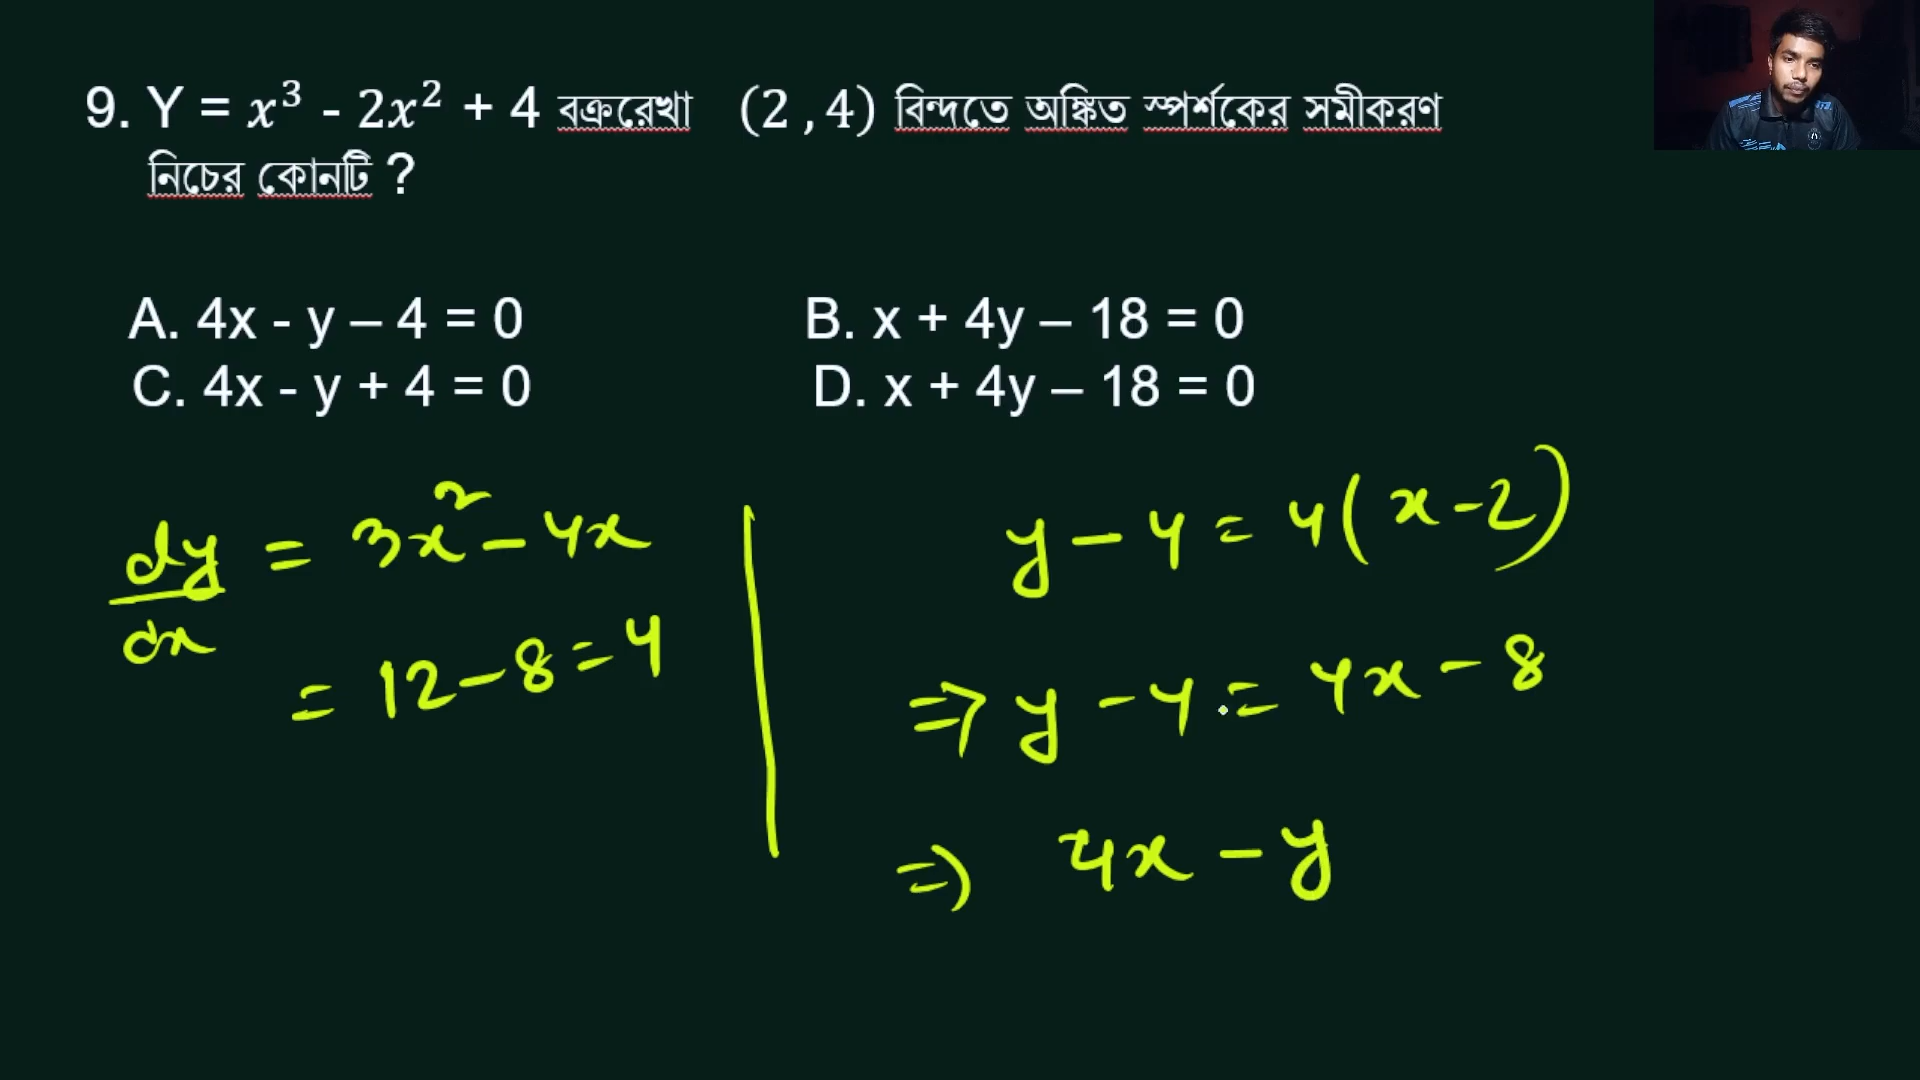 9. Y = x³ - 2x² + 4 বক্ররেখা (2 , 4) বিন্দতে অঙ্কিত স্পর্শকের সমীকরণ
নিচের কোনটি ?
A. 4x - y – 4 = 0 B. x + 4y – 18 = 0
C. 4x - y + 4 = 0 D. x + 4y – 18 = 0
dy/dx = 3x² - 4x
= 12 - 8 = 4
y - 4 = 4(x - 2)
⇒ y - 4 = 4x - 8
⇒ 4x - y